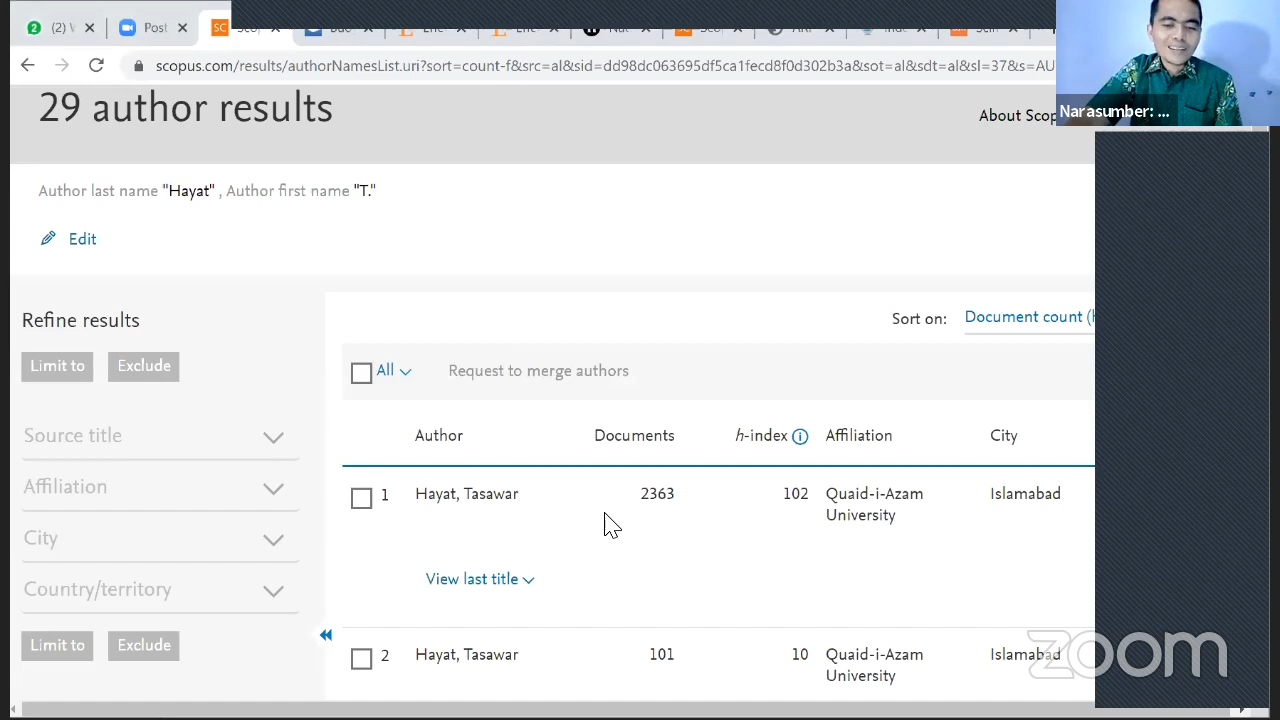 2 (2) Post SC
scopus.com/results/authorNamesList.uri?sort=count-f&src=al&sid=dd98dc063695df5ca1fecd8f0d302b3a&sot=al&sdt=al&sl=37&s=AU
29 author results
About Scop
Narasumber: ...
Author last name "Hayat" , Author first name "T."
Edit
Refine results
Sort on: Document count (h
Limit to Exclude
All Request to merge authors
Source title
Author Documents h-index Affiliation City
Affiliation
1 Hayat, Tasawar 2363 102 Quaid-i-Azam Islamabad
University
City
View last title
Country/territory
Limit to Exclude
2 Hayat, Tasawar 101 10 Quaid-i-Azam Islamabad
University
zoom